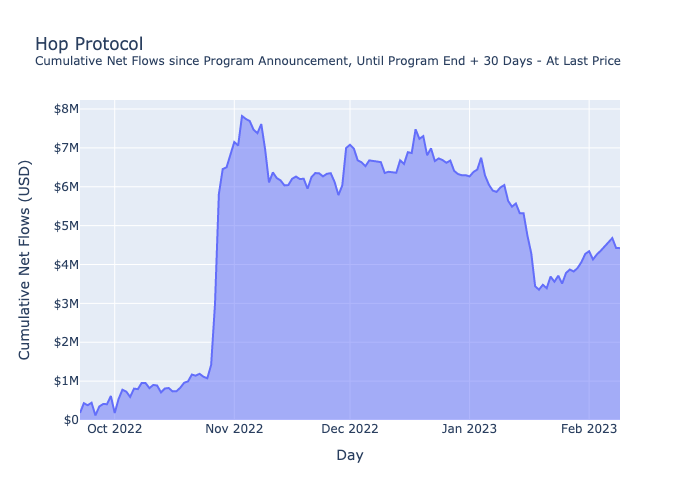 Hop Protocol
Cumulative Net Flows since Program Announcement, Until Program End + 30 Days - At Last Price
$8M
$7M
$6M
$5M
$4M
$3M
$2M
$1M
$0
Cumulative Net Flows (USD)
Oct 2022
Nov 2022
Dec 2022
Jan 2023
Feb 2023
Day